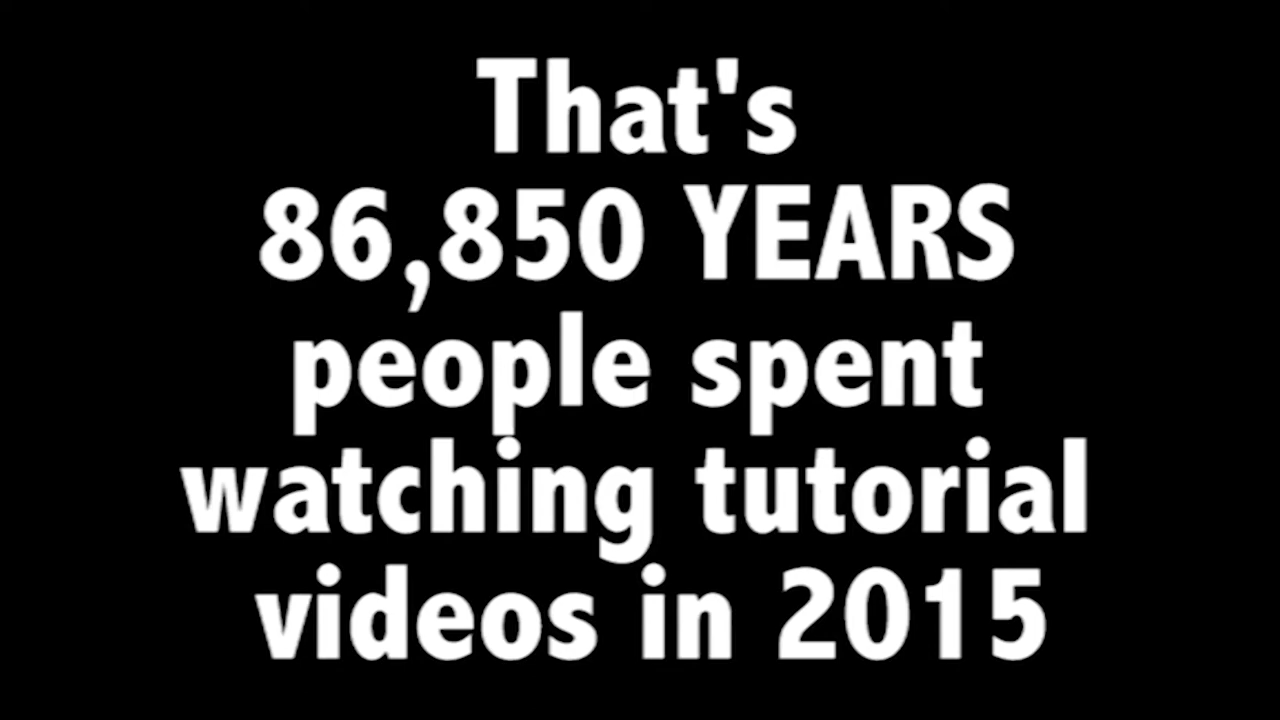 That's
86,850 YEARS
people spent
watching tutorial
videos in 2015